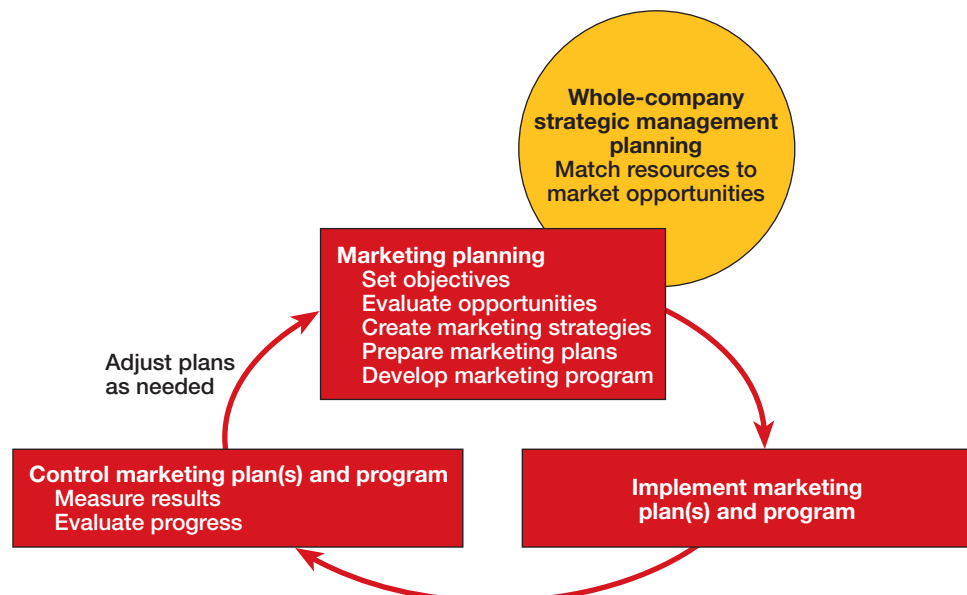 Whole-company
strategic management
planning
Match resources to
market opportunities
Marketing planning
Set objectives
Evaluate opportunities
Create marketing strategies
Prepare marketing plans
Develop marketing program
Adjust plans
as needed
Control marketing plan(s) and program
Measure results
Evaluate progress
Implement marketing
plan(s) and program